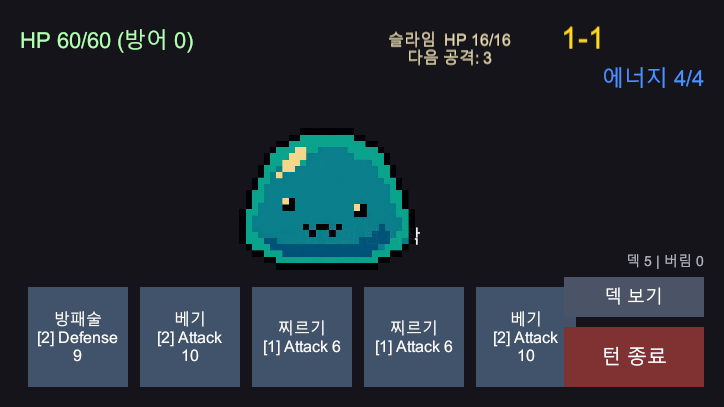 HP 60/60 (방어 0)
슬라임 HP 16/16
다음 공격: 3
1-1
에너지 4/4
덱 5 | 버림 0
방패술
[2] Defense
9
베기
[2] Attack
10
찌르기
[1] Attack 6
찌르기
[1] Attack 6
베기
[2] Attack
10
덱 보기
턴 종료